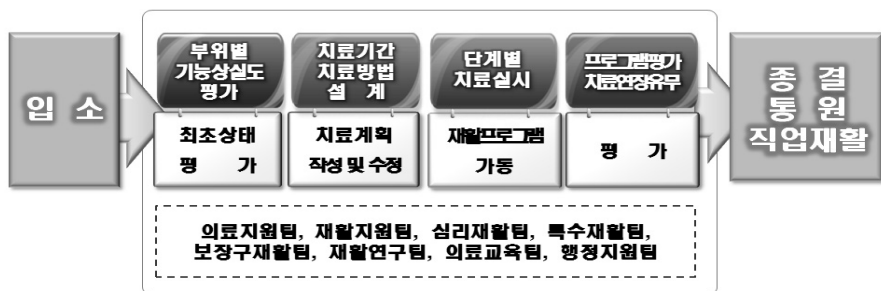 입 소
부위별
기능상실도
평가
최초상태
평 가
치료기간
치료방법
설 계
치료계획
작성 및 수정
단계별
치료실시
재활프로그램
가동
프로그램평가
치료연장유무
평 가
종 결
통 원
직업재활
의료지원팀, 재활지원팀, 심리재활팀, 특수재활팀,
보장구재활팀, 재활연구팀, 의료교육팀, 행정지원팀